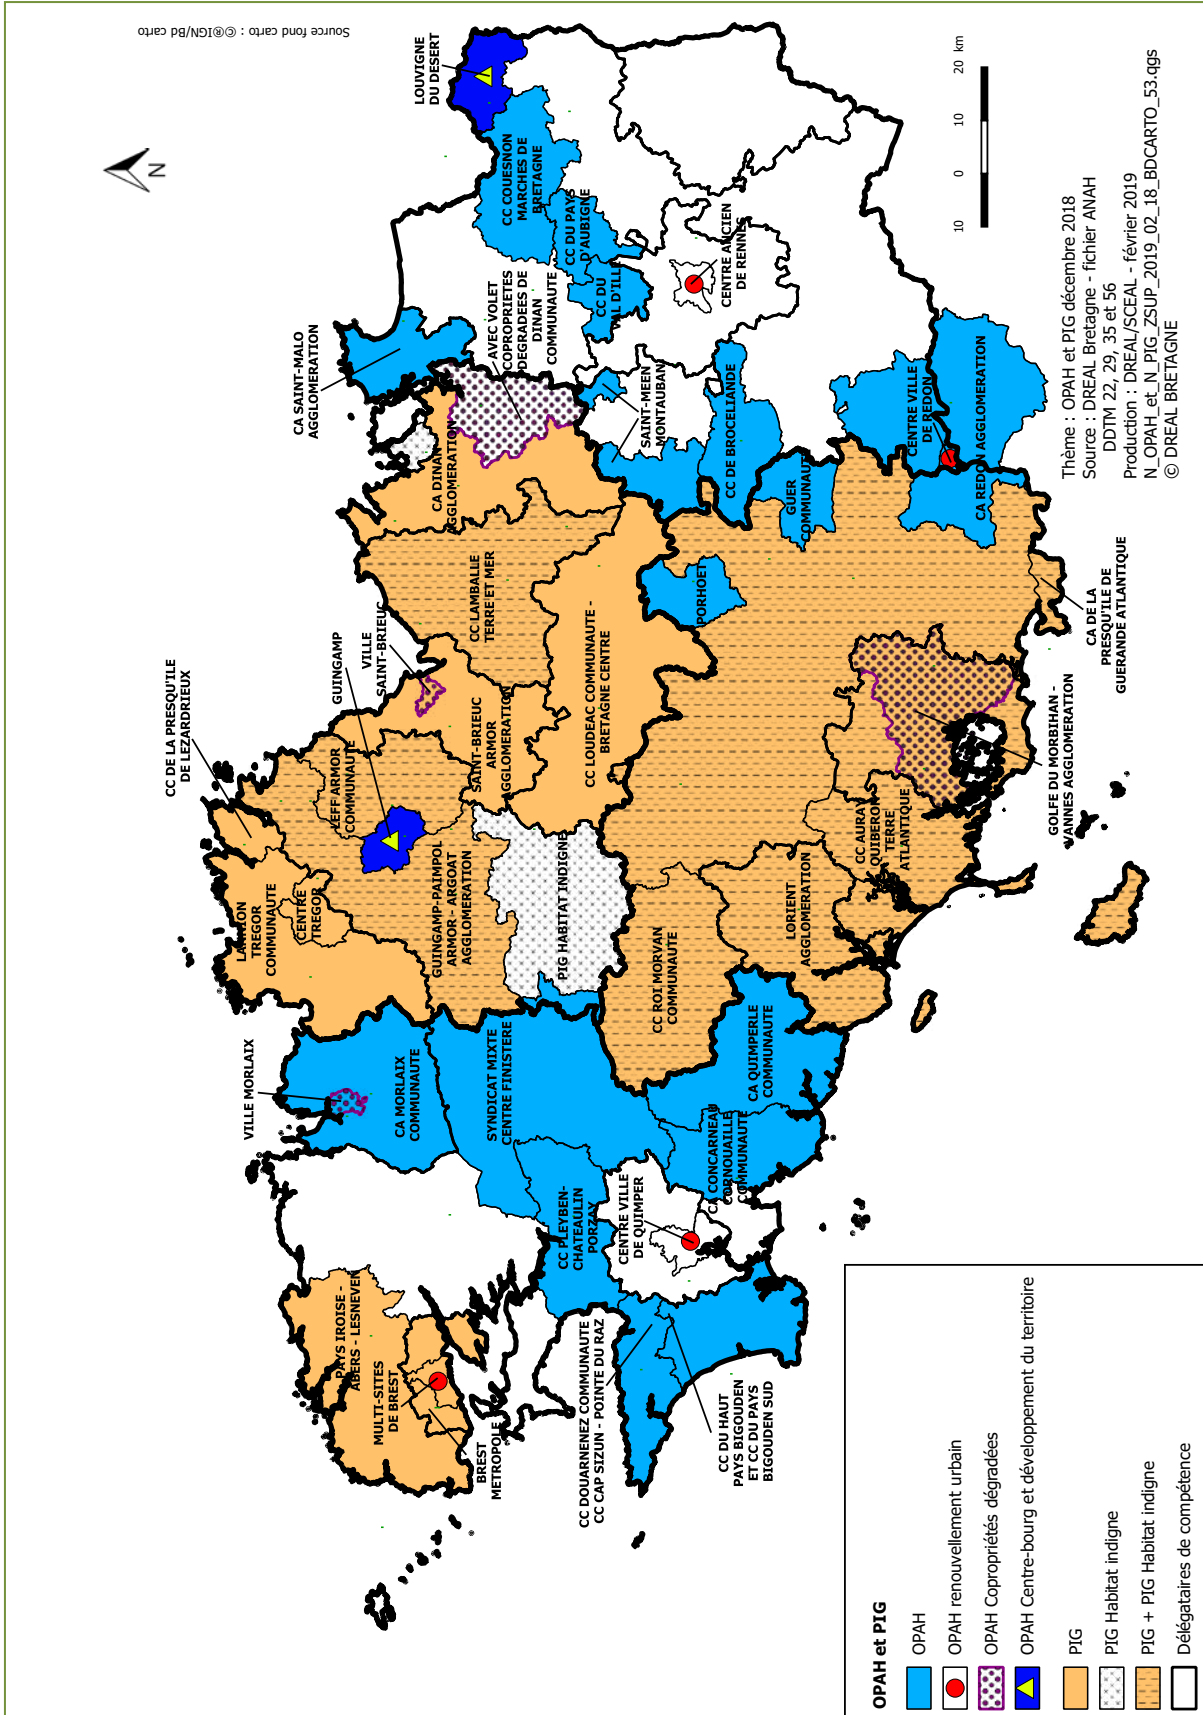 Source fond carto : ©®IGN/Bd carto
N
LOUVIGNE
DU DESERT
CC COUESNON
MARCHES DE
BRETAGNE
CC DU PAYS
D'AUBIGNE
CC DU
VAL D'ILLE
CENTRE ANCIEN
DE RENNES
CA SAINT-MALO
AGGLOMERATION
AVEC VOLET
COPROPRIETES
DEGRADEES DE
DINAN
COMMUNAUTE
SAINT-MEEN
MONTAUBAN
CC DE BROCELIANDE
GUER
COMMUNAUTE
CENTRE VILLE
DE REDON
CA REDON AGGLOMERATION
CA DINAN
AGGLOMERATION
CC LAMBALLE
TERRE ET MER
PORHOET
CA DE LA
PRESQU'ILE DE
GUERANDE ATLANTIQUE
VILLE
SAINT-BRIEUC
GUINGAMP
CC DE LA PRESQU'ILE
DE LEZARDRIEUX
LEFF ARMOR
COMMUNAUTE
SAINT-BRIEUC
ARMOR
AGGLOMERATION
CC LOUDEAC COMMUNAUTE -
BRETAGNE CENTRE
GOLFE DU MORBIHAN -
VANNES AGGLOMERATION
CC AURAY
QUIBERON
TERRE
ATLANTIQUE
LANNION
TREGOR
COMMUNAUTE
CENTRE
TREGOR
GUINGAMP-PAIMPOL
ARMOR - ARGOAT
AGGLOMERATION
PIG HABITAT INDIGNE
LORIENT
AGGLOMERATION
CC ROI MORVAN
COMMUNAUTE
VILLE MORLAIX
CA MORLAIX
COMMUNAUTE
SYNDICAT MIXTE
CENTRE FINISTERE
CA QUIMPERLE
COMMUNAUTE
CA CONCARNEAU
CORNOUAILLE
COMMUNAUTE
CC PLEYBEN-
CHATEAULIN
PORZAY
CENTRE VILLE
DE QUIMPER
PAYS IROISE -
ABERS - LESNEVEN
MULTI-SITES
DE BREST
BREST
METROPOLE
CC DOUARNENEZ COMMUNAUTE
CC CAP SIZUN - POINTE DU RAZ
CC DU HAUT
PAYS BIGOUDEN
ET CC DU PAYS
BIGOUDEN SUD
10 0 10 20 km
Thème : OPAH et PIG décembre 2018
Source : DREAL Bretagne - fichier ANAH
DDTM 22, 29, 35 et 56
Production : DREAL/SCEAL - février 2019
N_OPAH_et_N_PIG_ZSUP_2019_02_18_BDCARTO_53.qgs
© DREAL BRETAGNE
OPAH et PIG
OPAH
OPAH renouvellement urbain
OPAH Copropriétés dégradées
OPAH Centre-bourg et développement du territoire
PIG
PIG Habitat indigne
PIG + PIG Habitat indigne
Délégataires de compétence